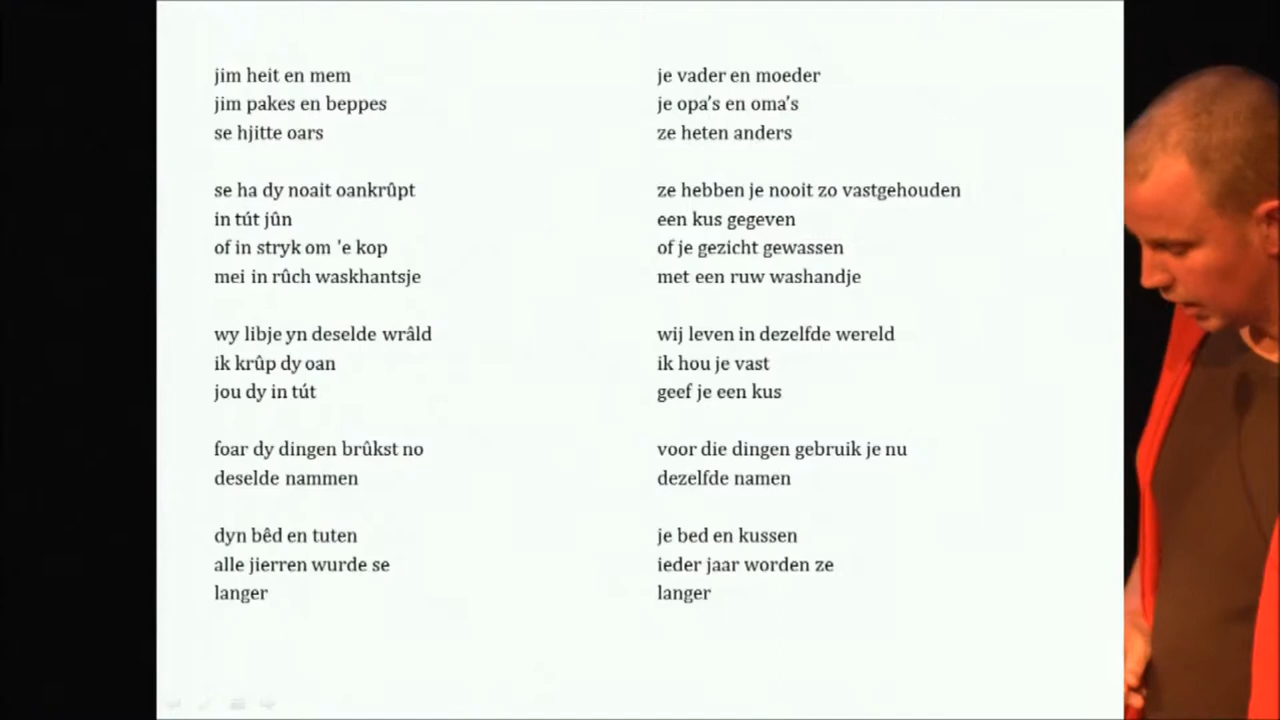 jim heit en mem
jim pakes en beppes
se hjitte oars
se ha dy noait oankrûpt
in tút jûn
of in stryk om 'e kop
mei in rûch waskhantsje
wy libje yn deselde wrâld
ik krûp dy oan
jou dy in tút
foar dy dingen brûkst no
deselde nammen
dyn bêd en tuten
alle jierren wurde se
langer
je vader en moeder
je opa’s en oma’s
ze heten anders
ze hebben je nooit zo vastgehouden
een kus gegeven
of je gezicht gewassen
met een ruw washandje
wij leven in dezelfde wereld
ik hou je vast
geef je een kus
voor die dingen gebruik je nu
dezelfde namen
je bed en kussen
ieder jaar worden ze
langer